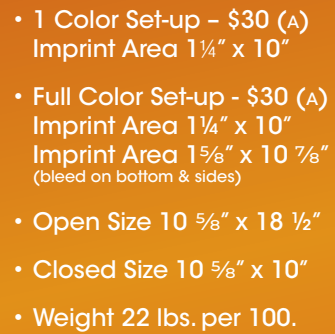 • 1 Color Set-up – $30 (A)
Imprint Area 1¼" x 10"
• Full Color Set-up - $30 (A)
Imprint Area 1¼" x 10"
Imprint Area 1⅝" x 10 ⅞"
(bleed on bottom & sides)
• Open Size 10 ⅝" x 18 ½"
• Closed Size 10 ⅝" x 10"
• Weight 22 lbs. per 100.